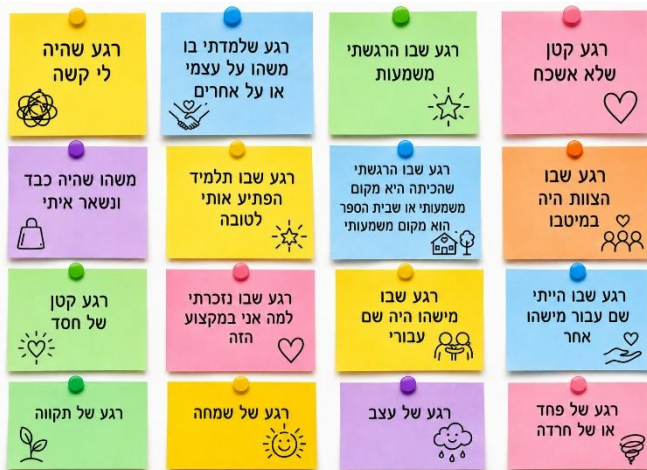 רגע קטן
שלא אשכח
רגע שבו הרגשתי
משמעות
רגע שלמדתי בו
משהו על עצמי
או על אחרים
רגע שהיה
לי קשה
רגע שבו
הצוות היה
במיטבו
רגע שבו הרגשתי
שהכיתה היא מקום
משמעותי או שבית הספר
הוא מקום משמעותי
רגע שבו תלמיד
הפתיע אותי
לטובה
משהו שהיה כבד
ונשאר איתי
רגע שבו הייתי
שם עבור מישהו
אחר
רגע שבו
מישהו היה שם
עבורי
רגע שבו נזכרתי
למה אני במקצוע
הזה
רגע קטן
של חסד
רגע של פחד
או של חרדה
רגע של עצב
רגע של שמחה
רגע של תקווה